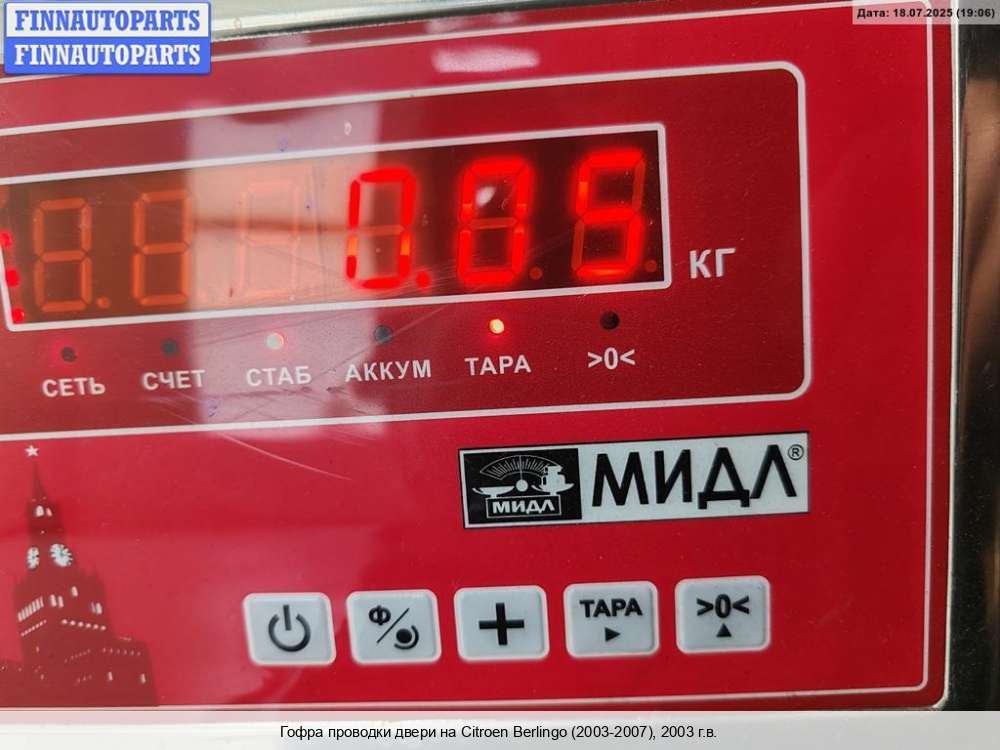 FINNAUTOPARTS
FINNAUTOPARTS
Дата: 18.07.2025 (19:06)
0.05 КГ
СЕТЬ СЧЕТ СТАБ АККУМ ТАРА >0<
МИДЛ МИДЛ®
Ф ТАРА >0<
Гофра проводки двери на Citroen Berlingo (2003-2007), 2003 г.в.